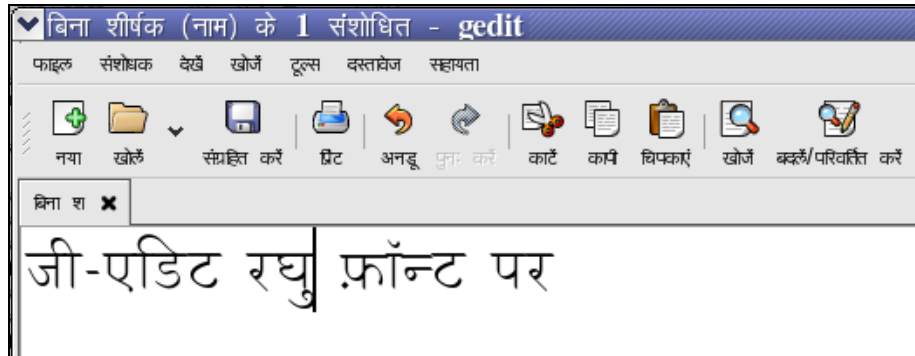 बिना शीर्षक (नाम) के 1 संशोधित - gedit
फाइल संशोधक देखें खोजें टूल्स दस्तावेज सहायता
नया खोलें संग्रहित करें प्रिंट अनडू पुनः करें काटें कापी चिपकाएं खोजें बदलें/परिवर्तित करें
बिना श
जी-एडिट रघु फ़ॉन्ट पर